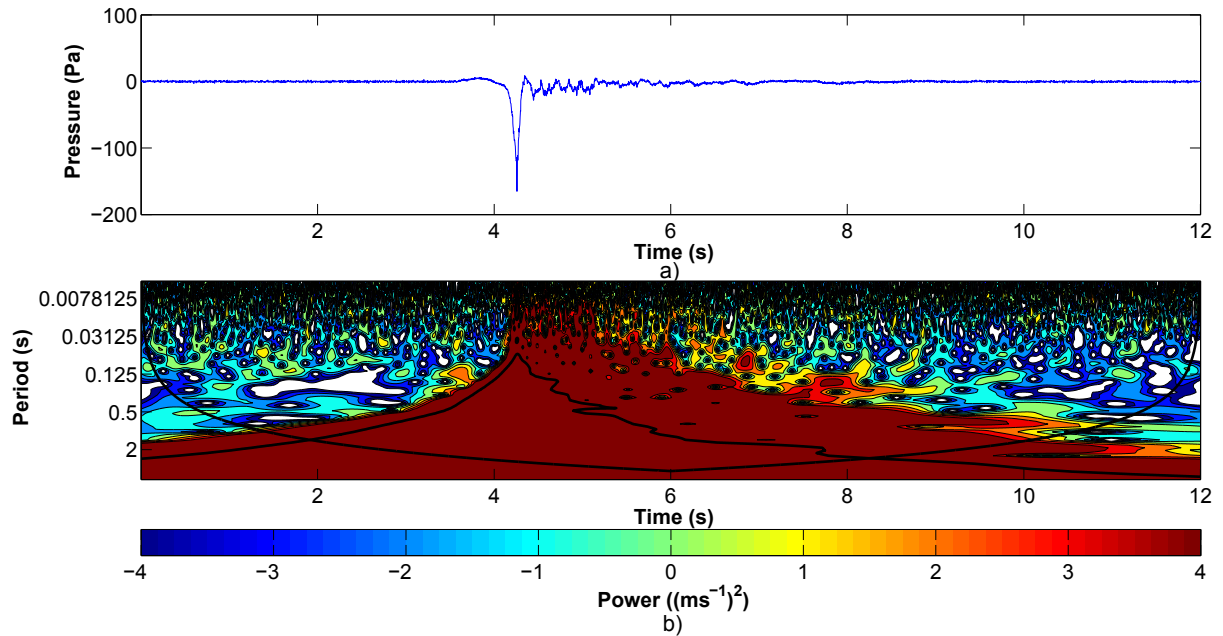 100
0
−100
−200
Pressure (Pa)
2 4 6 8 10 12
Time (s)
a)
0.0078125
0.03125
0.125
0.5
2
Period (s)
2 4 6 8 10 12
Time (s)
−4 −3 −2 −1 0 1 2 3 4
Power ((ms⁻¹)²)
b)